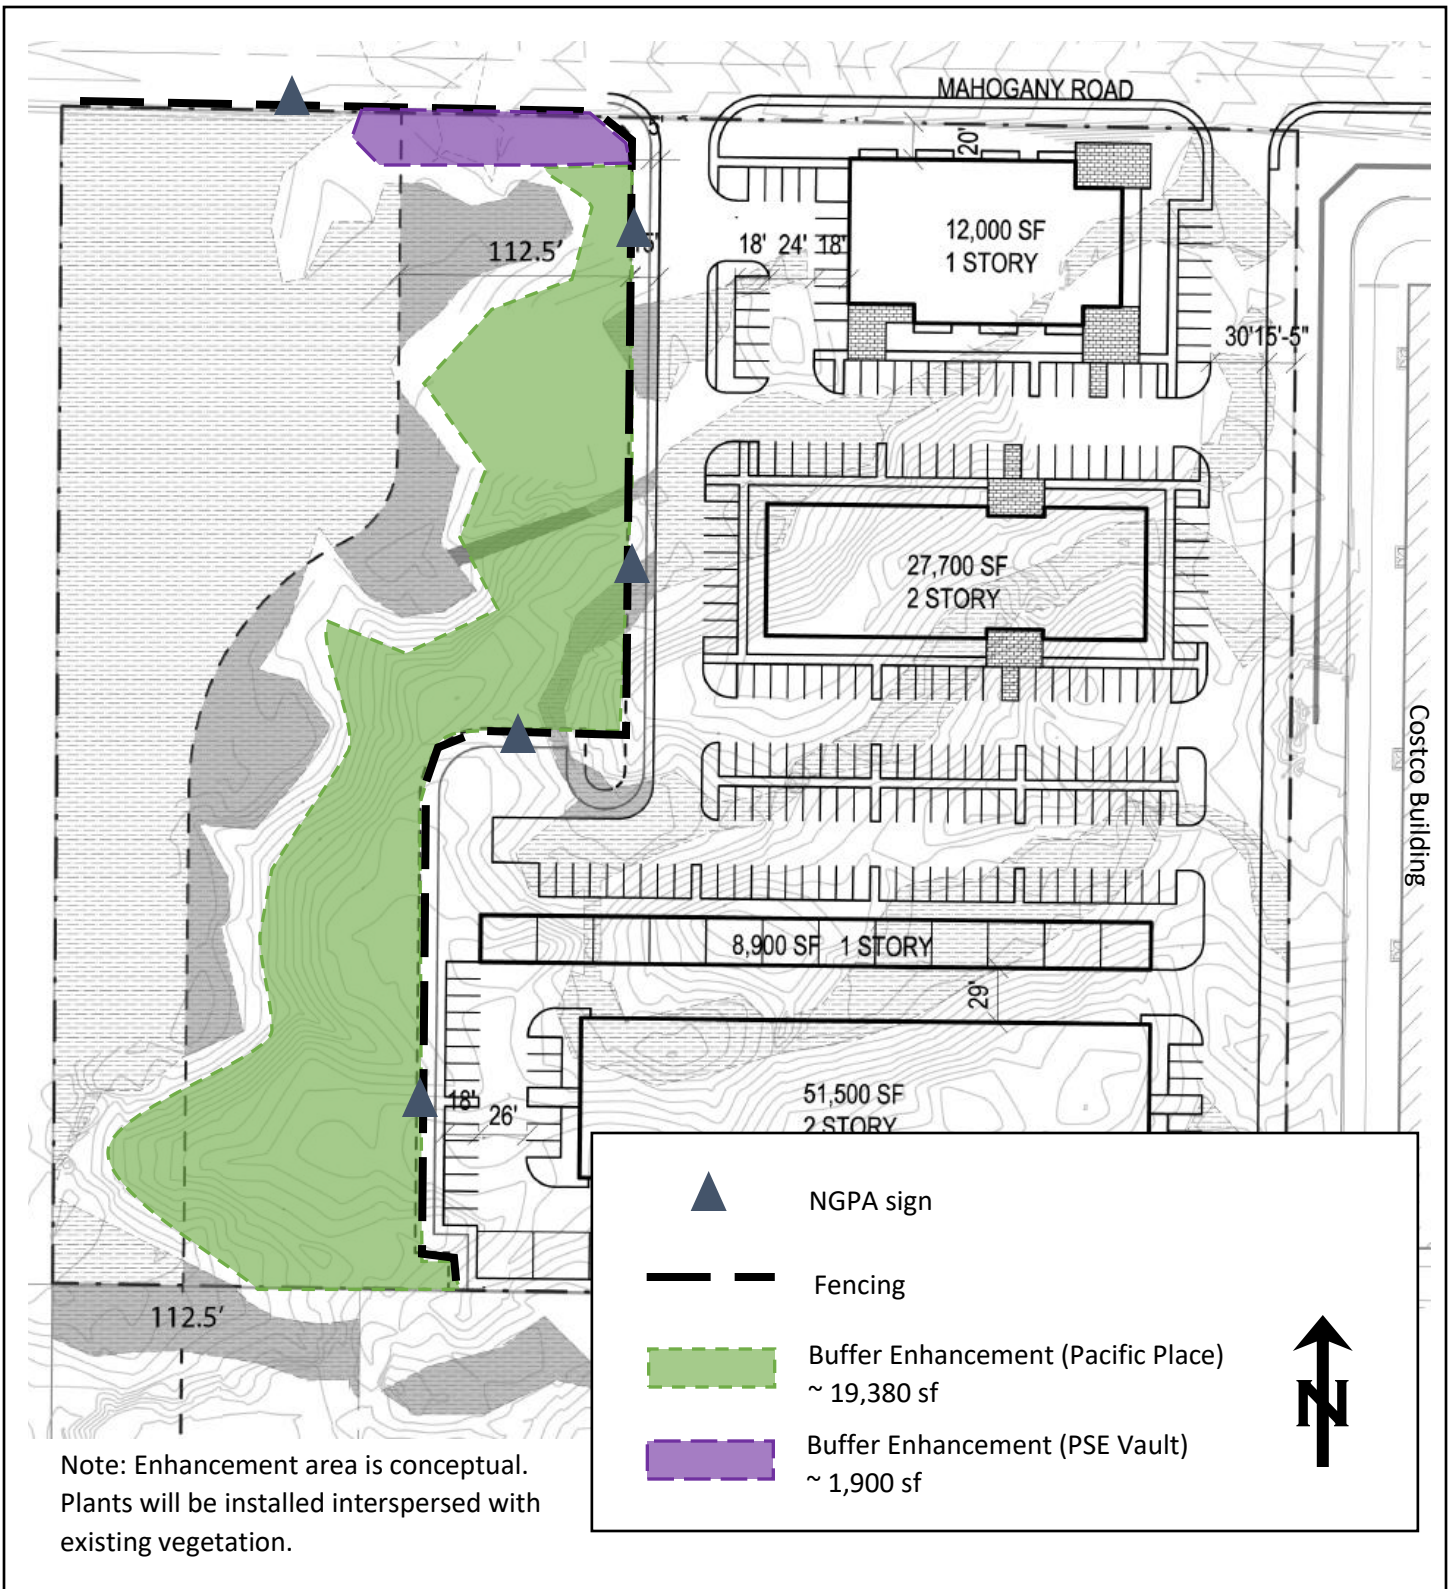 MAHOGANY ROAD
5'
20'
12,000 SF
1 STORY
112.5'
18' 24' 18'
30'15'-5"
27,700 SF
2 STORY
Costco Building
8,900 SF 1 STORY
29'
51,500 SF
2 STORY
18'
26'
112.5'
NGPA sign
Fencing
Buffer Enhancement (Pacific Place)
~ 19,380 sf
Buffer Enhancement (PSE Vault)
~ 1,900 sf
N
Note: Enhancement area is conceptual.
Plants will be installed interspersed with
existing vegetation.